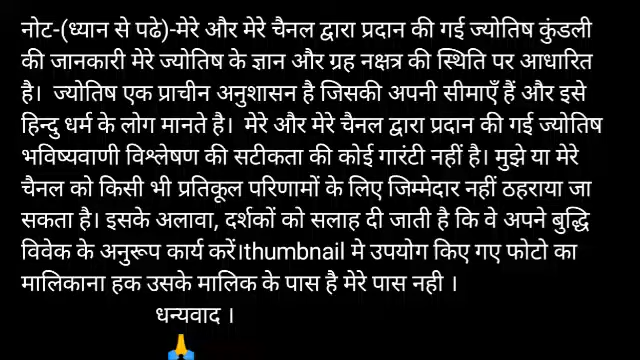 नोट-(ध्यान से पढे)-मेरे और मेरे चैनल द्वारा प्रदान की गई ज्योतिष कुंडली
की जानकारी मेरे ज्योतिष के ज्ञान और ग्रह नक्षत्र की स्थिति पर आधारित
है। ज्योतिष एक प्राचीन अनुशासन है जिसकी अपनी सीमाएँ हैं और इसे
हिन्दु धर्म के लोग मानते है। मेरे और मेरे चैनल द्वारा प्रदान की गई ज्योतिष
भविष्यवाणी विश्लेषण की सटीकता की कोई गारंटी नहीं है। मुझे या मेरे
चैनल को किसी भी प्रतिकूल परिणामों के लिए जिम्मेदार नहीं ठहराया जा
सकता है। इसके अलावा, दर्शकों को सलाह दी जाती है कि वे अपने बुद्धि
विवेक के अनुरूप कार्य करें।thumbnail मे उपयोग किए गए फोटो का
मालिकाना हक उसके मालिक के पास है मेरे पास नही ।
धन्यवाद ।
🙏